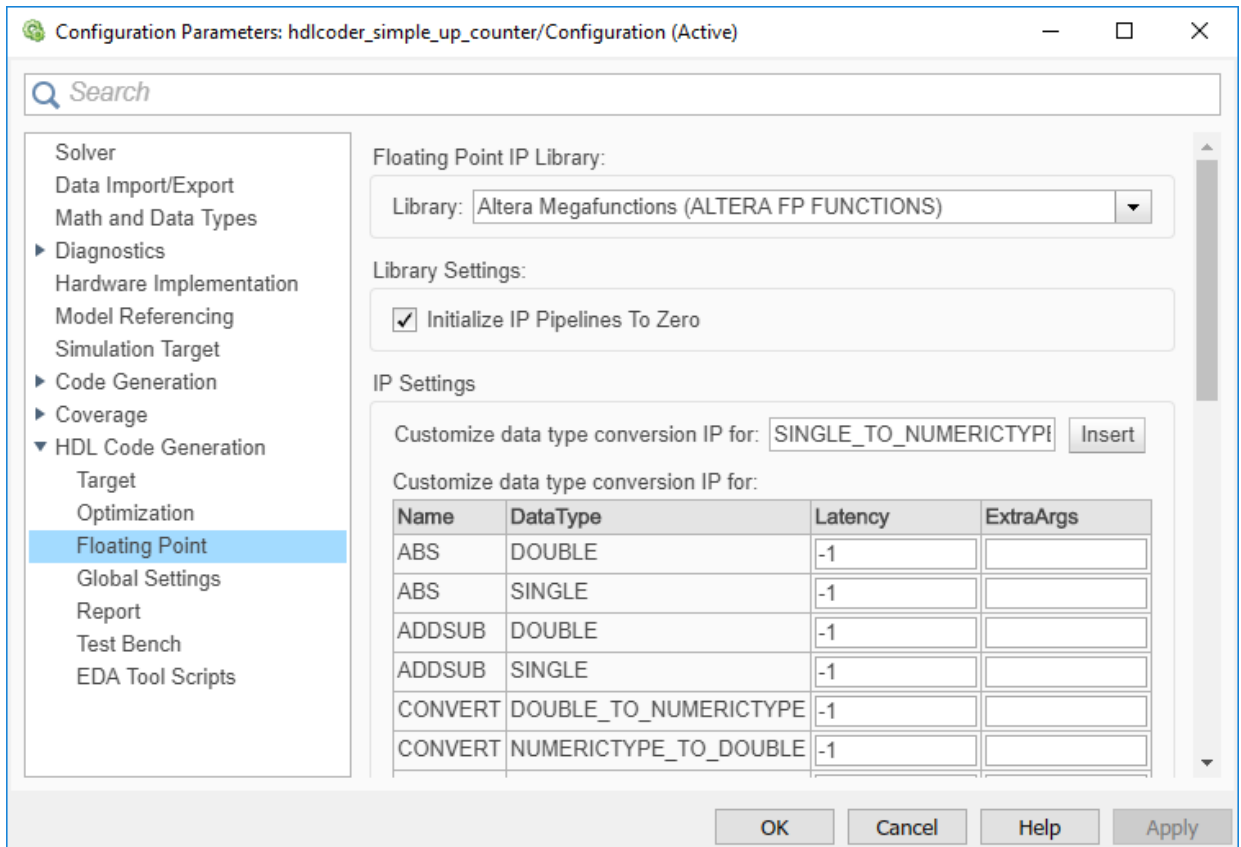 Configuration Parameters: hdlcoder_simple_up_counter/Configuration (Active)
Search
Solver
Data Import/Export
Math and Data Types
Diagnostics
Hardware Implementation
Model Referencing
Simulation Target
Code Generation
Coverage
HDL Code Generation
Target
Optimization
Floating Point
Global Settings
Report
Test Bench
EDA Tool Scripts
Floating Point IP Library:
Library: Altera Megafunctions (ALTERA FP FUNCTIONS)
Library Settings:
Initialize IP Pipelines To Zero
IP Settings
Customize data type conversion IP for: SINGLE_TO_NUMERICTYPE Insert
Customize data type conversion IP for:
Name DataType Latency ExtraArgs
ABS DOUBLE -1
ABS SINGLE -1
ADDSUB DOUBLE -1
ADDSUB SINGLE -1
CONVERT DOUBLE_TO_NUMERICTYPE -1
CONVERT NUMERICTYPE_TO_DOUBLE -1
OK Cancel Help Apply